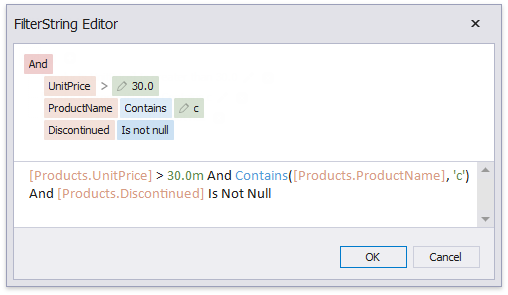 FilterString Editor
And
UnitPrice > 30.0
ProductName Contains c
Discontinued Is not null
[Products.UnitPrice] > 30.0m And Contains([Products.ProductName], 'c')
And [Products.Discontinued] Is Not Null
OK Cancel